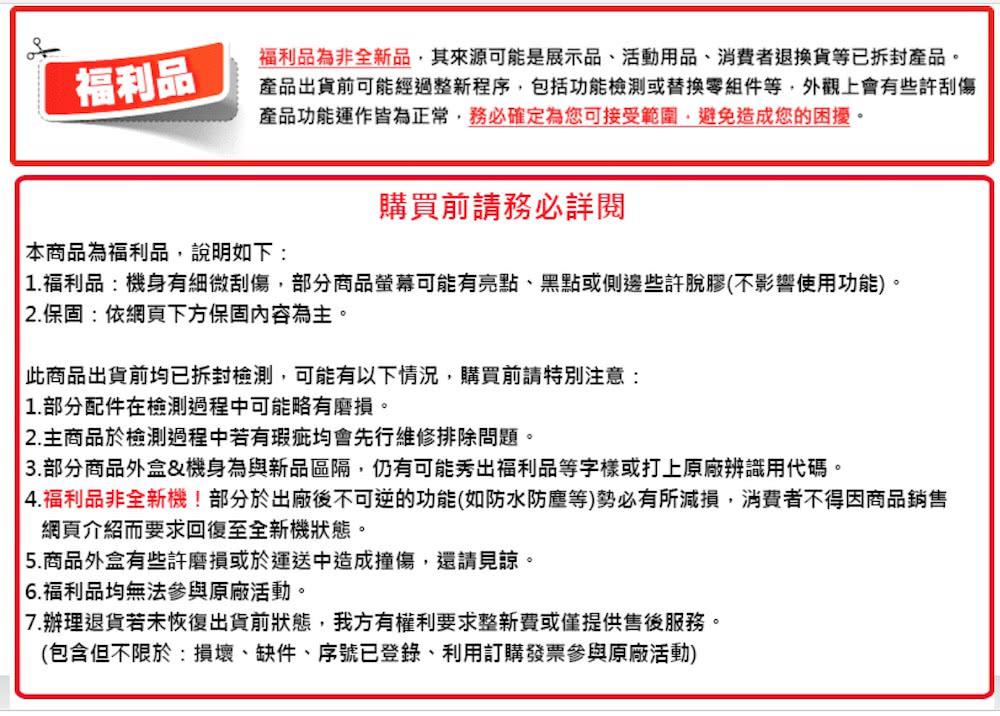 福利品
福利品為非全新品，其來源可能是展示品、活動用品、消費者退換貨等已拆封產品。
產品出貨前可能經過整新程序，包括功能檢測或替換零組件等，外觀上會有些許刮傷
產品功能運作皆為正常，務必確定為您可接受範圍，避免造成您的困擾。
購買前請務必詳閱
本商品為福利品，說明如下：
1.福利品：機身有細微刮傷，部分商品螢幕可能有亮點、黑點或側邊些許脫膠(不影響使用功能)。
2.保固：依網頁下方保固內容為主。
此商品出貨前均已拆封檢測，可能有以下情況，購買前請特別注意：
1.部分配件在檢測過程中可能略有磨損。
2.主商品於檢測過程中若有瑕疵均會先行維修排除問題。
3.部分商品外盒&機身為與新品區隔，仍有可能秀出福利品等字樣或打上原廠辨識用代碼。
4.福利品非全新機！部分於出廠後不可逆的功能(如防水防塵等)勢必有所減損，消費者不得因商品銷售
網頁介紹而要求回復至全新機狀態。
5.商品外盒有些許磨損或於運送中造成撞傷，還請見諒。
6.福利品均無法參與原廠活動。
7.辦理退貨若未恢復出貨前狀態，我方有權利要求整新費或僅提供售後服務。
(包含但不限於：損壞、缺件、序號已登錄、利用訂購發票參與原廠活動)